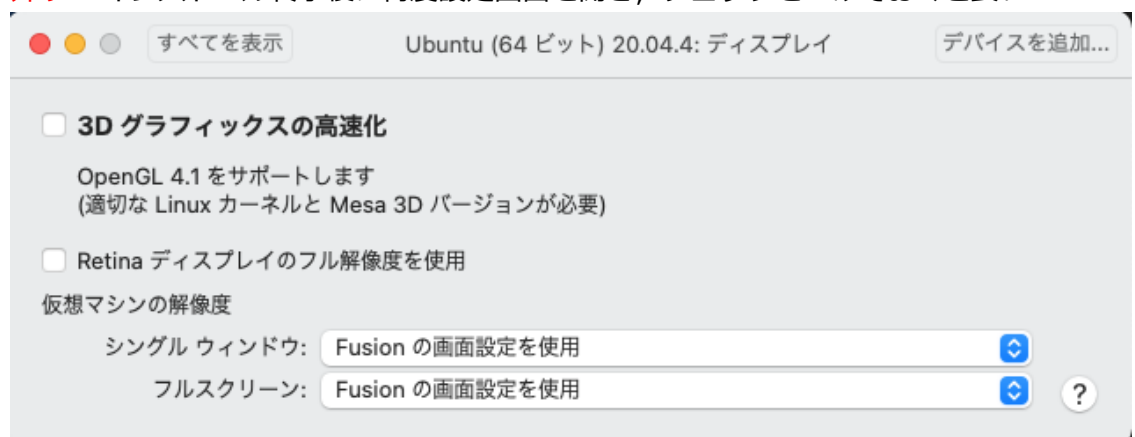 すべてを表示
Ubuntu (64 ビット) 20.04.4: ディスプレイ
デバイスを追加...
3D グラフィックスの高速化
OpenGL 4.1 をサポートします
(適切な Linux カーネルと Mesa 3D バージョンが必要)
Retina ディスプレイのフル解像度を使用
仮想マシンの解像度
シングル ウィンドウ: Fusion の画面設定を使用
フルスクリーン: Fusion の画面設定を使用
?